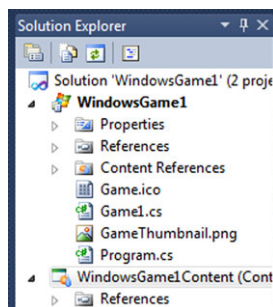 Solution Explorer
Solution 'WindowsGame1' (2 proje
WindowsGame1
Properties
References
Content References
Game.ico
Game1.cs
GameThumbnail.png
Program.cs
WindowsGame1Content (Cont
References